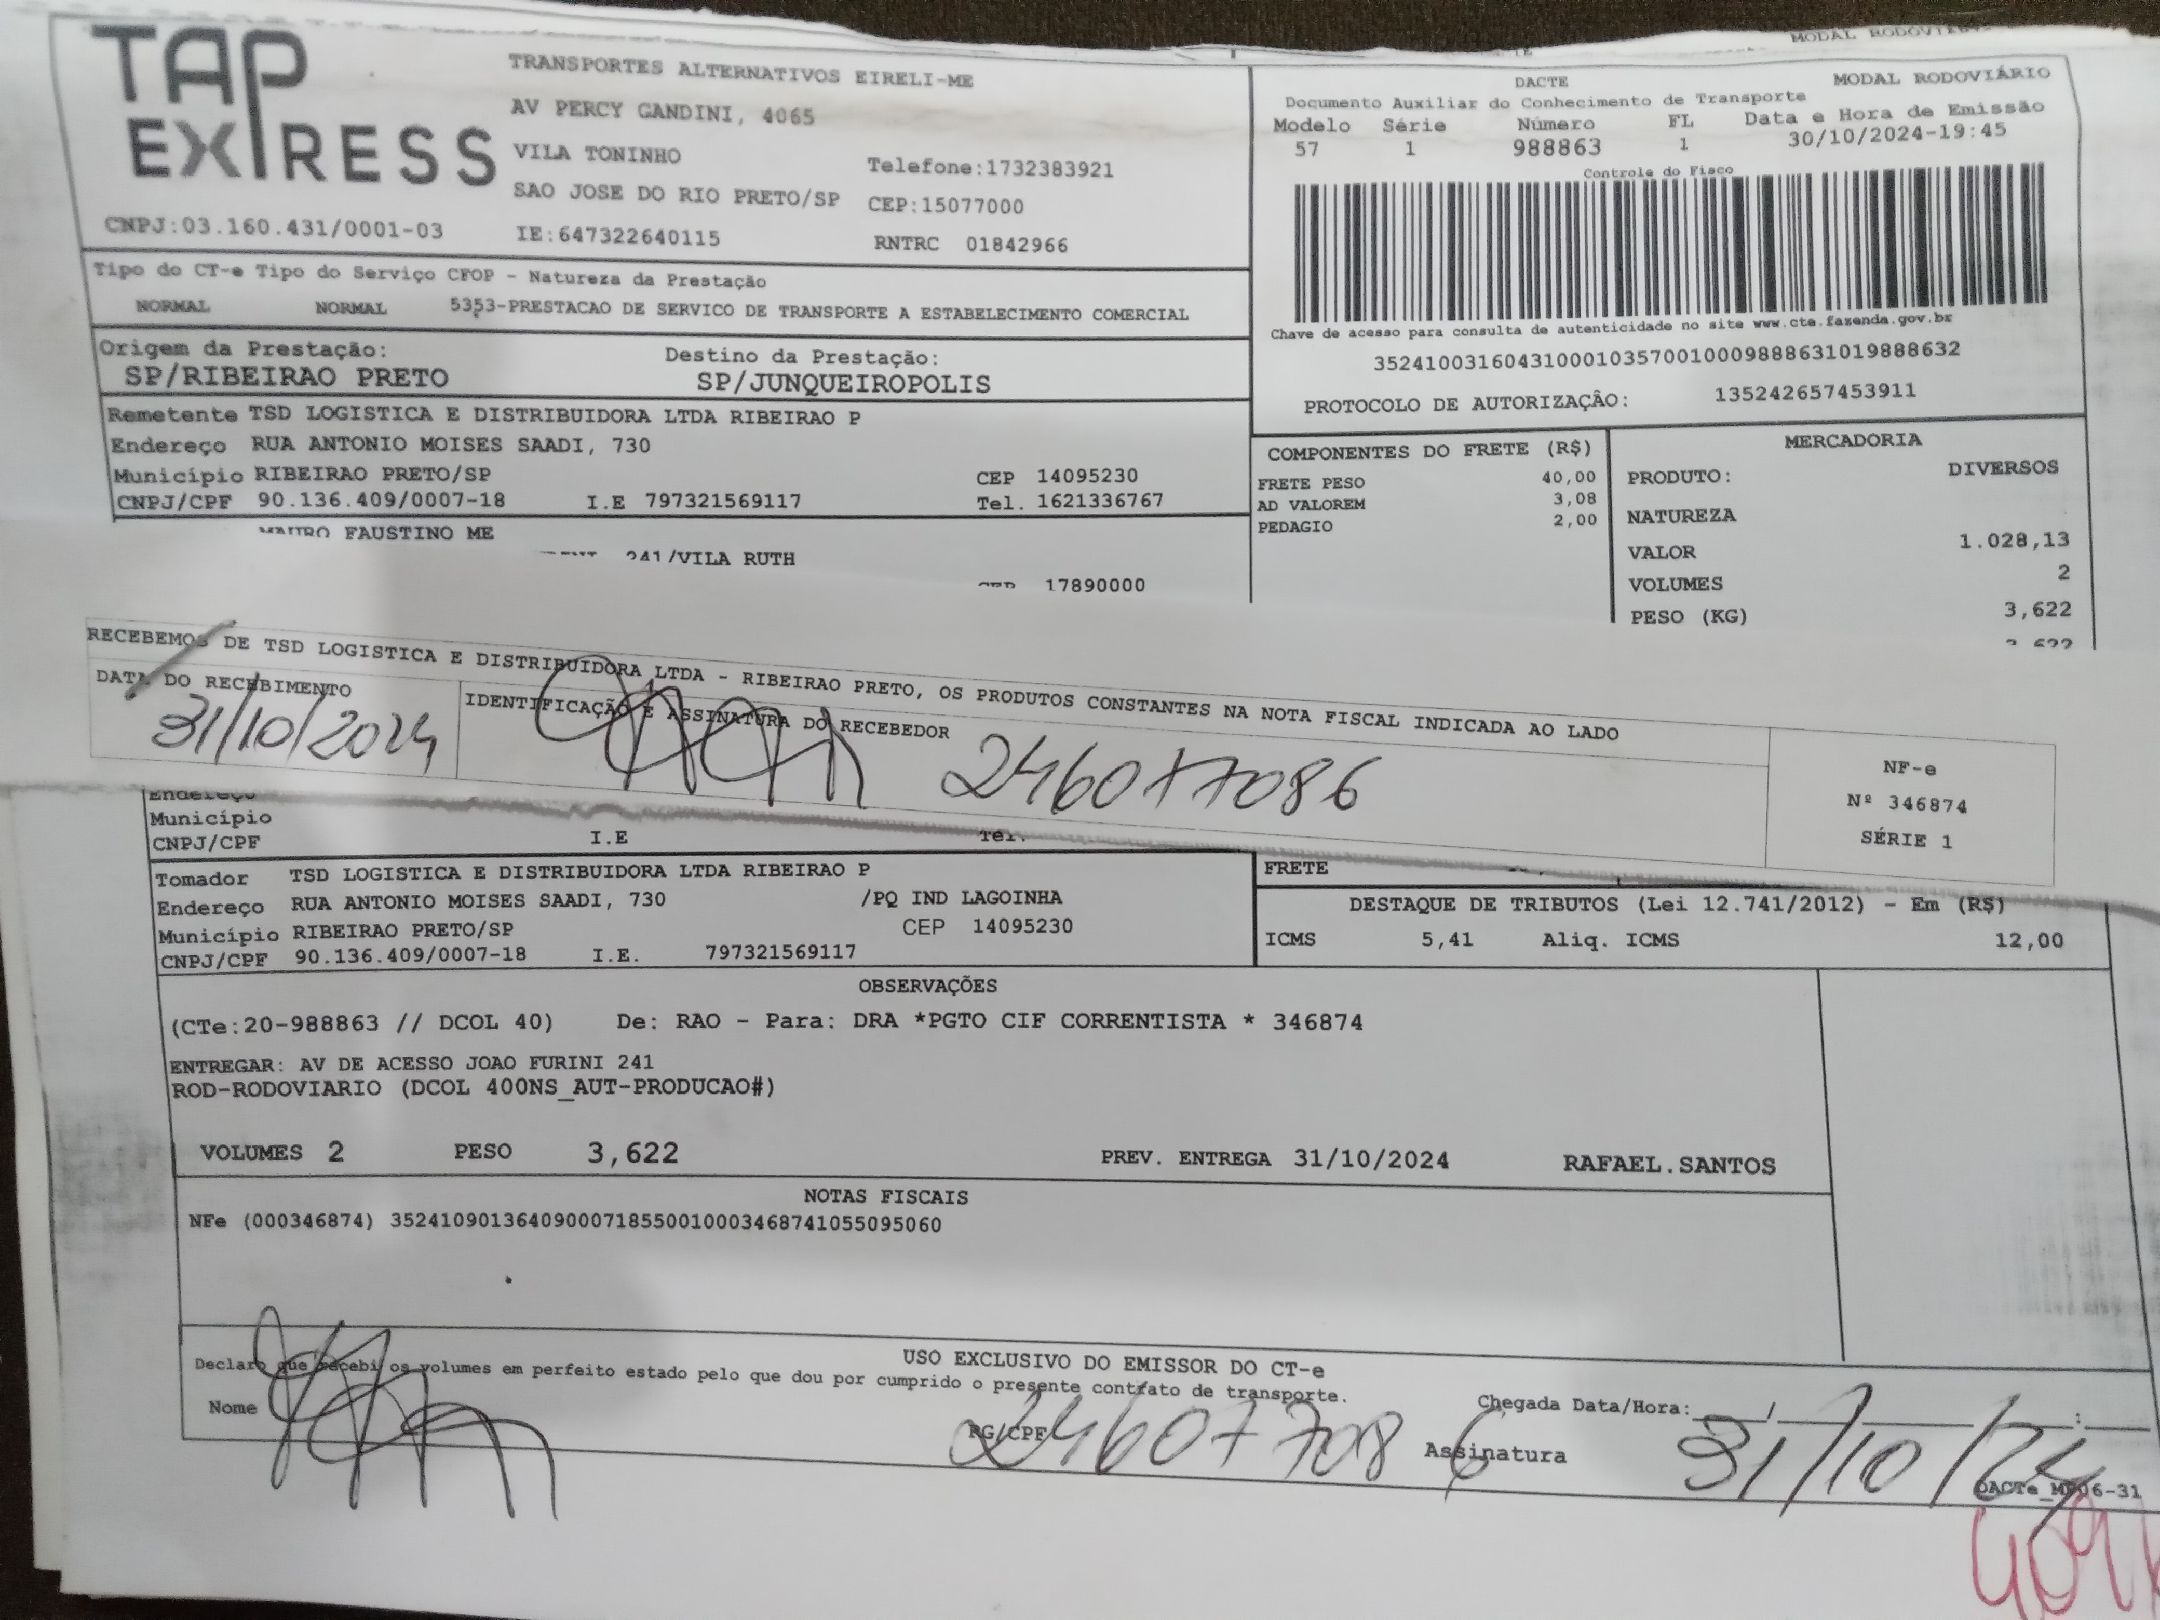 TAP EXPRESS
TRANSPORTES ALTERNATIVOS EIRELI-ME
AV PERCY GANDINI, 4065
VILA TONINHO Telefone:1732383921
SAO JOSE DO RIO PRETO/SP CEP:15077000
CNPJ:03.160.431/0001-03 IE:647322640115 RNTRC 01842966
MODAL RODOVIÁRIO
DACTE MODAL RODOVIÁRIO
Documento Auxiliar do Conhecimento de Transporte
Modelo Série Número FL Data e Hora de Emissão
57 1 988863 1 30/10/2024-19:45
Controle do Fisco
Chave de acesso para consulta de autenticidade no site www.cte.fazenda.gov.br
35241003160431000103570010009888631019888632
PROTOCOLO DE AUTORIZAÇÂO: 135242657453911
Tipo do CT-e Tipo do Serviço CFOP - Natureza da Prestação
NORMAL NORMAL 5353-PRESTACAO DE SERVICO DE TRANSPORTE A ESTABELECIMENTO COMERCIAL
Origem da Prestação: Destino da Prestação:
SP/RIBEIRAO PRETO SP/JUNQUEIROPOLIS
Remetente TSD LOGISTICA E DISTRIBUIDORA LTDA RIBEIRAO P
Endereço RUA ANTONIO MOISES SAADI, 730
Município RIBEIRAO PRETO/SP CEP 14095230
CNPJ/CPF 90.136.409/0007-18 I.E 797321569117 Tel. 1621336767
MAURO FAUSTINO ME
241/VILA RUTH
CEP 17890000
COMPONENTES DO FRETE (R$)
FRETE PESO 40,00
AD VALOREM 3,08
PEDAGIO 2,00
MERCADORIA
PRODUTO: DIVERSOS
NATUREZA
VALOR 1.028,13
VOLUMES 2
PESO (KG) 3,622
RECEBEMOS DE TSD LOGISTICA E DISTRIBUIDORA LTDA - RIBEIRAO PRETO, OS PRODUTOS CONSTANTES NA NOTA FISCAL INDICADA AO LADO
DATA DO RECEBIMENTO IDENTIFICAÇÃO E ASSINATURA DO RECEBEDOR
31/10/2024 246077086
NF-e
Nº 346874
SÉRIE 1
Endereço
Município
CNPJ/CPF I.E Tel.
Tomador TSD LOGISTICA E DISTRIBUIDORA LTDA RIBEIRAO P
Endereço RUA ANTONIO MOISES SAADI, 730 /PQ IND LAGOINHA
Município RIBEIRAO PRETO/SP CEP 14095230
CNPJ/CPF 90.136.409/0007-18 I.E. 797321569117
FRETE
DESTAQUE DE TRIBUTOS (Lei 12.741/2012) - Em (R$)
ICMS 5,41 Aliq. ICMS 12,00
OBSERVAÇÕES
(CTe:20-988863 // DCOL 40) De: RAO - Para: DRA *PGTO CIF CORRENTISTA * 346874
ENTREGAR: AV DE ACESSO JOAO FURINI 241
ROD-RODOVIARIO (DCOL 400NS_AUT-PRODUCAO#)
VOLUMES 2 PESO 3,622 PREV. ENTREGA 31/10/2024 RAFAEL.SANTOS
NOTAS FISCAIS
NFe (000346874) 35241090136409000718550010003468741055095060
USO EXCLUSIVO DO EMISSOR DO CT-e
Declaro que recebi os volumes em perfeito estado pelo que dou por cumprido o presente contrato de transporte.
Nome RG/CPF 246077086 Assinatura Chegada Data/Hora: 31/10/24
DACTe_MP06-31